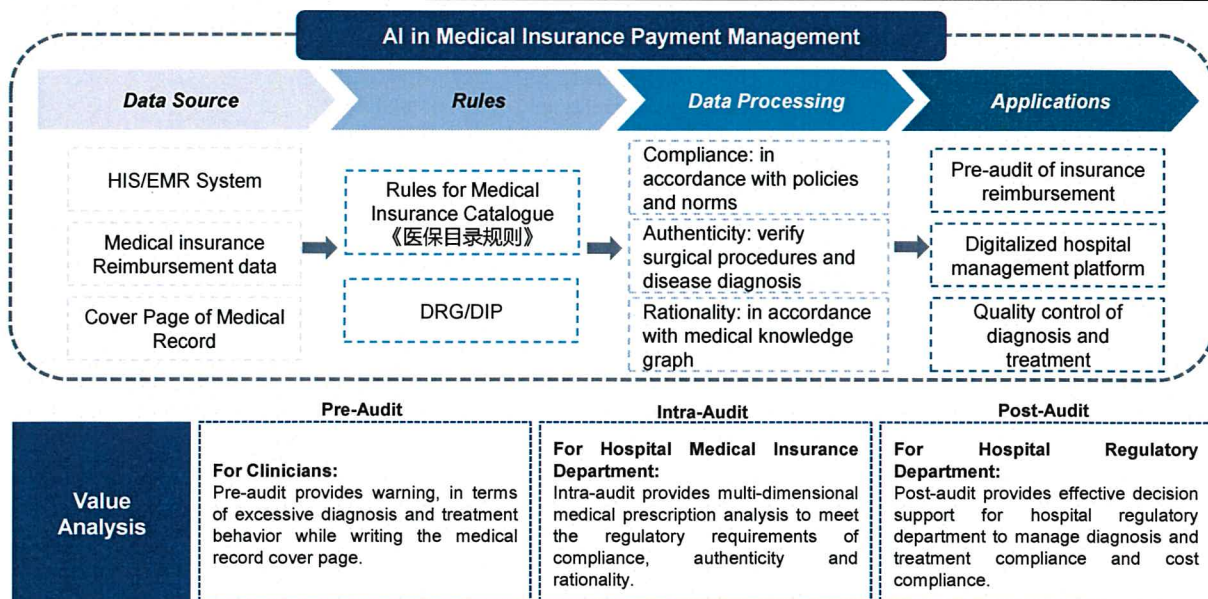 AI in Medical Insurance Payment Management
Data Source
Rules
Data Processing
Applications
HIS/EMR System
Medical insurance
Reimbursement data
Cover Page of Medical
Record
Rules for Medical
Insurance Catalogue
《医保目录规则》
DRG/DIP
Compliance: in
accordance with policies
and norms
Authenticity: verify
surgical procedures and
disease diagnosis
Rationality: in accordance
with medical knowledge
graph
Pre-audit of insurance
reimbursement
Digitalized hospital
management platform
Quality control of
diagnosis and
treatment
Value
Analysis
Pre-Audit
For Clinicians:
Pre-audit provides warning, in terms
of excessive diagnosis and treatment
behavior while writing the medical
record cover page.
Intra-Audit
For Hospital Medical Insurance
Department:
Intra-audit provides multi-dimensional
medical prescription analysis to meet
the regulatory requirements of
compliance, authenticity and
rationality.
Post-Audit
For Hospital Regulatory
Department:
Post-audit provides effective decision
support for hospital regulatory
department to manage diagnosis and
treatment compliance and cost
compliance.